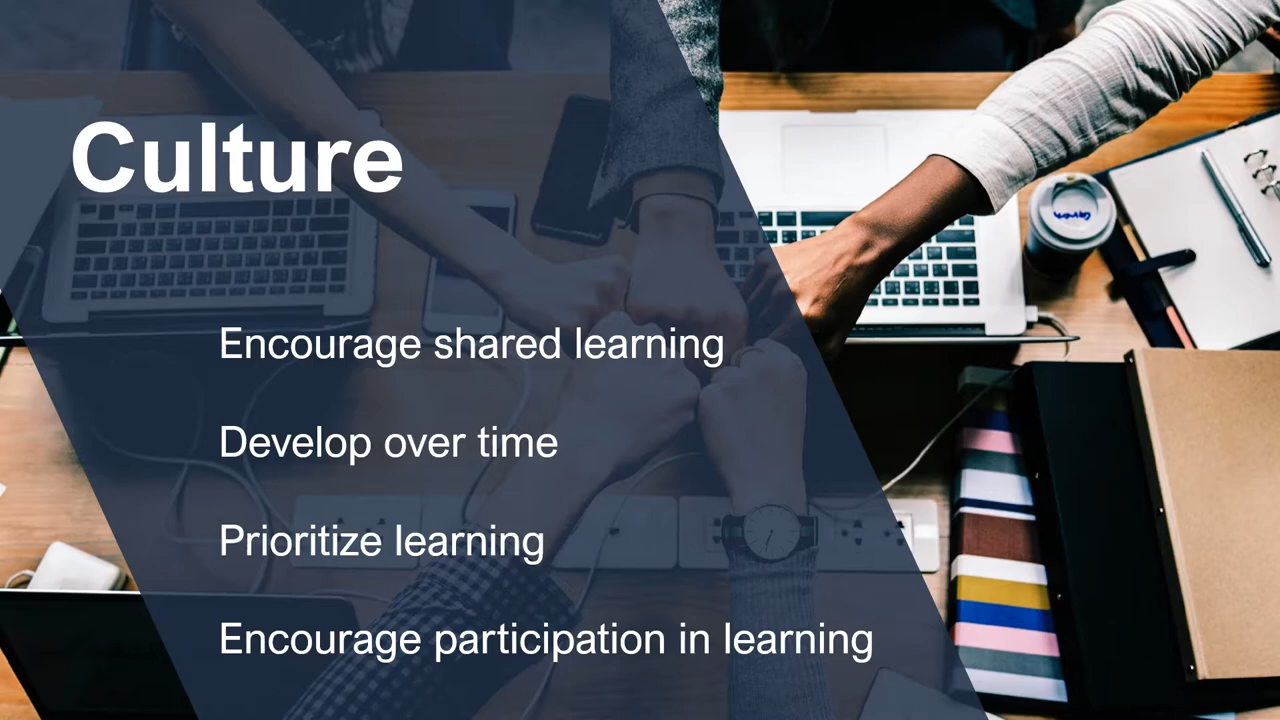 Culture
Encourage shared learning
Develop over time
Prioritize learning
Encourage participation in learning